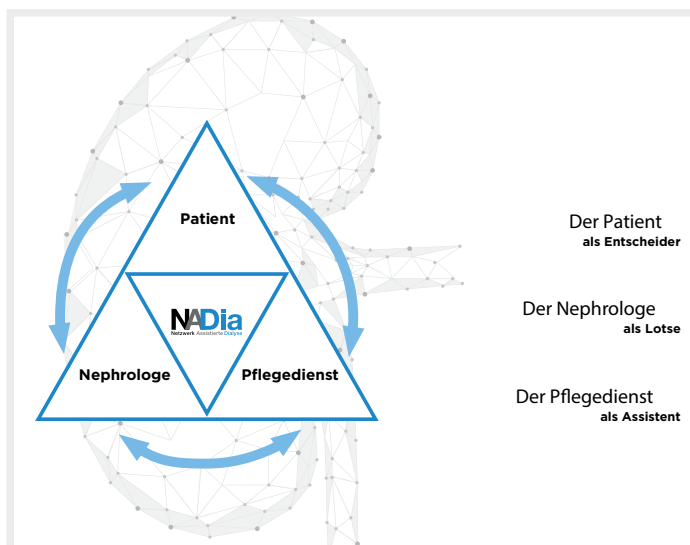 Patient
NADia
Netzwerk Assistierte Dialyse
Nephrologe
Pflegedienst
Der Patient
als Entscheider
Der Nephrologe
als Lotse
Der Pflegedienst
als Assistent